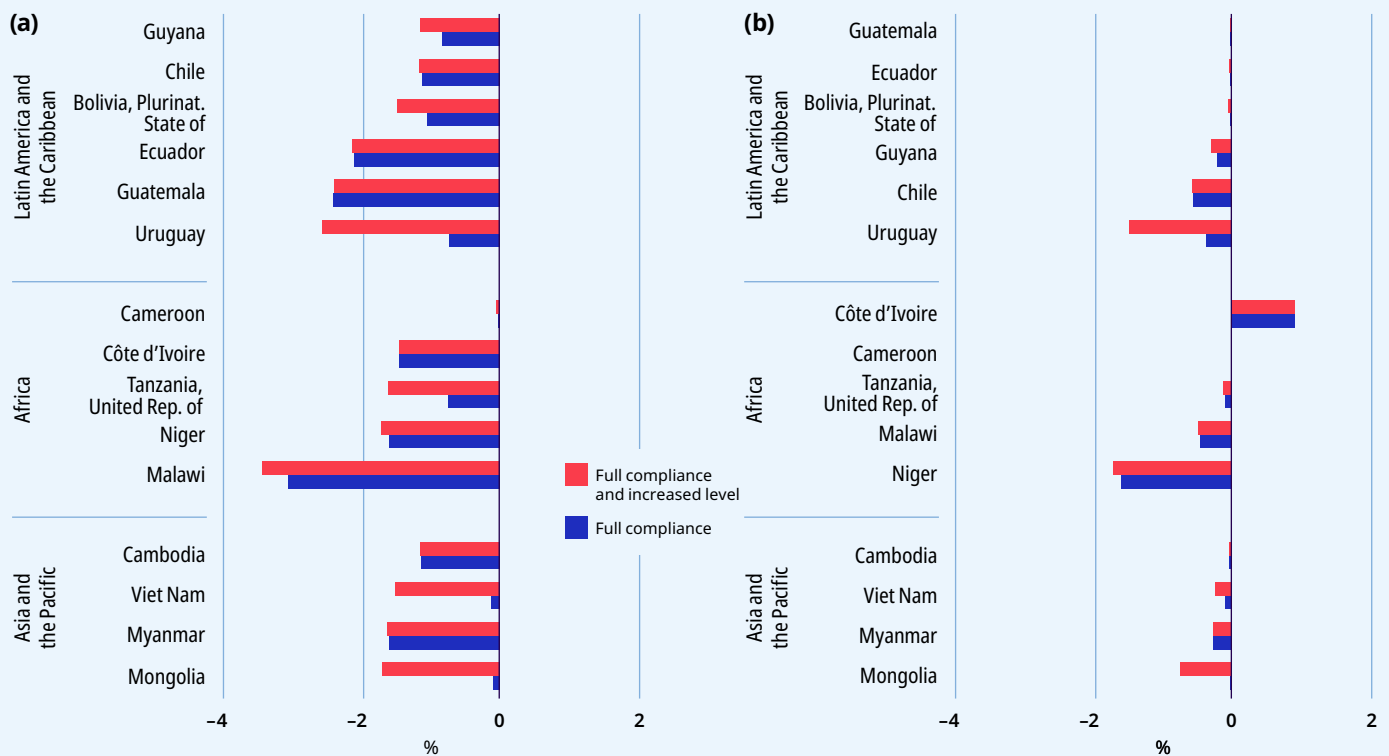 (a)
Latin America and
the Caribbean
Guyana
Chile
Bolivia, Plurinat.
State of
Ecuador
Guatemala
Uruguay
Africa
Cameroon
Côte d'Ivoire
Tanzania,
United Rep. of
Niger
Malawi
Asia and
the Pacific
Cambodia
Viet Nam
Myanmar
Mongolia
–4
–2
0
2
%
Full compliance
and increased level
Full compliance
(b)
Latin America and
the Caribbean
Guatemala
Ecuador
Bolivia, Plurinat.
State of
Guyana
Chile
Uruguay
Africa
Côte d'Ivoire
Cameroon
Tanzania,
United Rep. of
Malawi
Niger
Asia and
the Pacific
Cambodia
Viet Nam
Myanmar
Mongolia
–4
–2
0
2
%